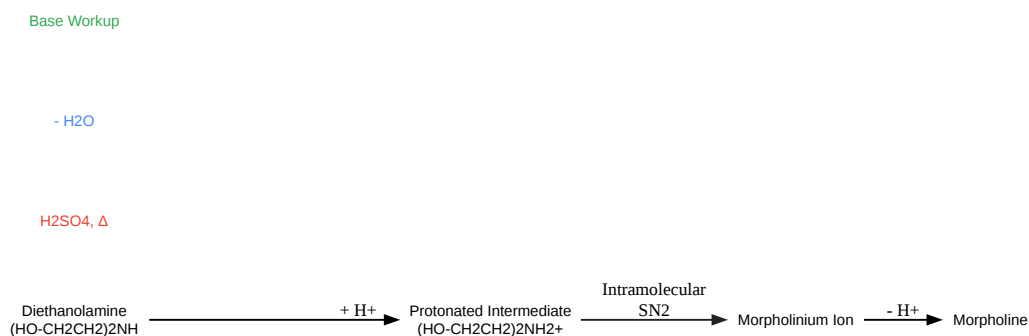 Base Workup
- H2O
H2SO4, Δ
Diethanolamine
(HO-CH2CH2)2NH
+ H+
Protonated Intermediate
(HO-CH2CH2)2NH2+
Intramolecular
SN2
Morpholinium Ion
- H+
Morpholine